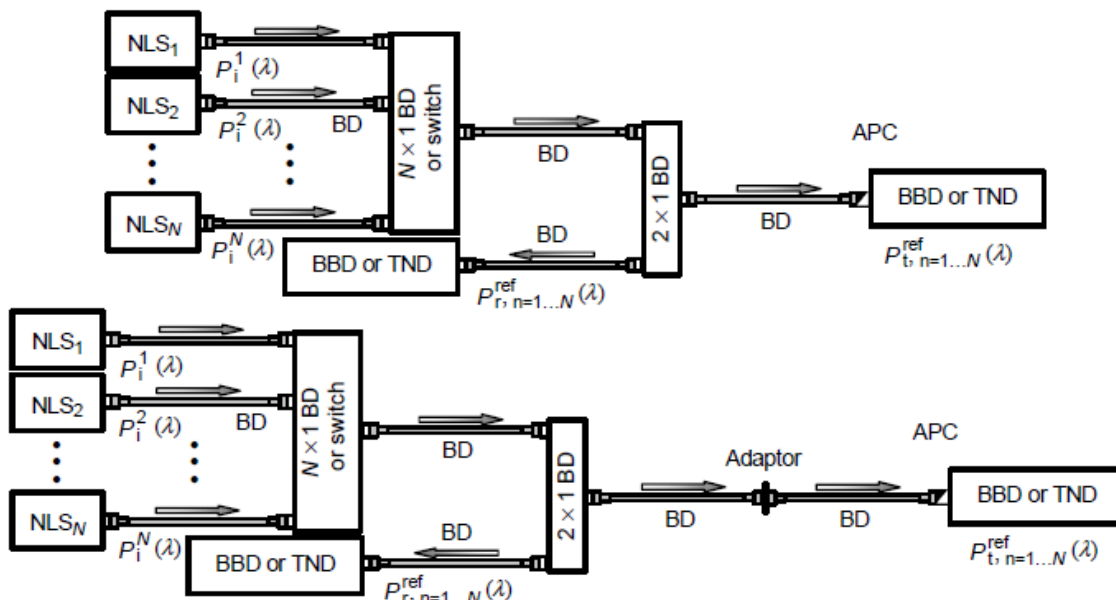 NLS1
P_i^1(λ)
NLS2
P_i^2(λ)
BD
NLSN
P_i^N(λ)
N × 1 BD
or switch
BD
BD
BBD or TND
P_r, n=1...N^ref(λ)
2 × 1 BD
BD
APC
BBD or TND
P_t, n=1...N^ref(λ)
NLS1
P_i^1(λ)
NLS2
P_i^2(λ)
BD
NLSN
P_i^N(λ)
N × 1 BD
or switch
BD
BD
BBD or TND
P_r, n=1...N^ref(λ)
2 × 1 BD
BD
Adaptor
BD
APC
BBD or TND
P_t, n=1...N^ref(λ)